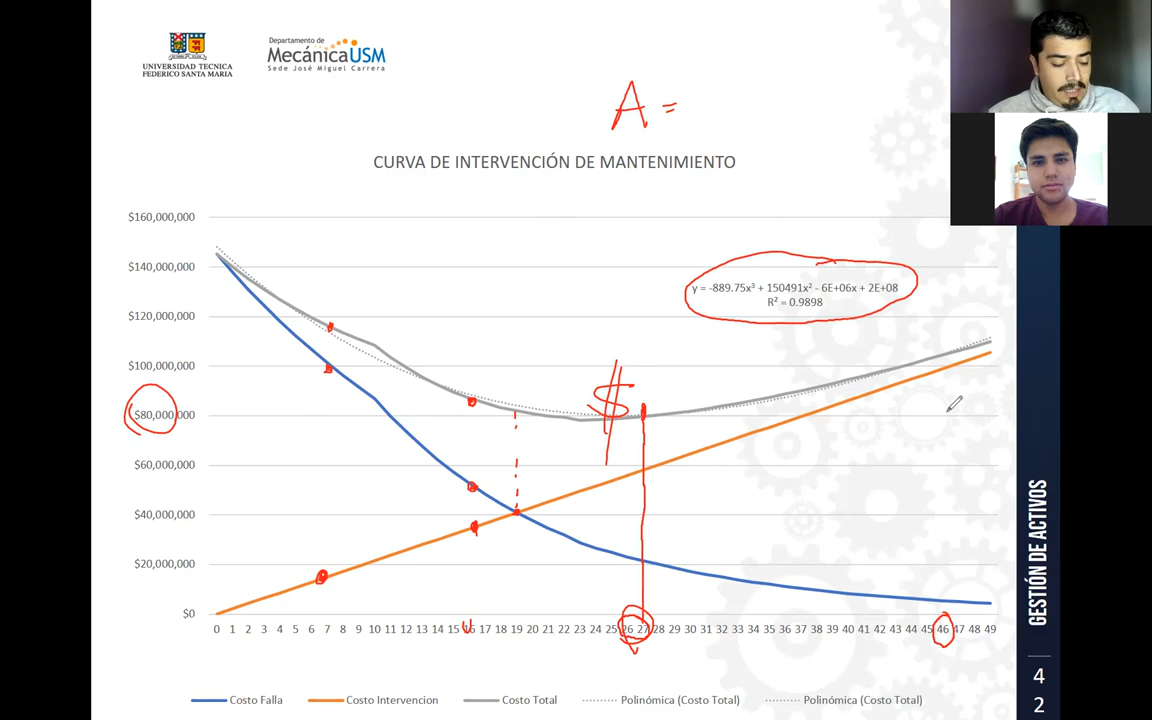 UNIVERSIDAD TECNICA
FEDERICO SANTA MARIA
Departamento de
MecánicaUSM
Sede José Miguel Carrera
A =
CURVA DE INTERVENCIÓN DE MANTENIMIENTO
$160,000,000
$140,000,000
$120,000,000
$100,000,000
$80,000,000
$60,000,000
$40,000,000
$20,000,000
$0
y = -889.75x³ + 150491x² - 6E+06x + 2E+08
R² = 0.9898
$
0 1 2 3 4 5 6 7 8 9 10 11 12 13 14 15 16 17 18 19 20 21 22 23 24 25 26 27 28 29 30 31 32 33 34 35 36 37 38 39 40 41 42 43 44 45 46 47 48 49
Costo Falla Costo Intervencion Costo Total Polinómica (Costo Total) Polinómica (Costo Total)
GESTIÓN DE ACTIVOS
4
2